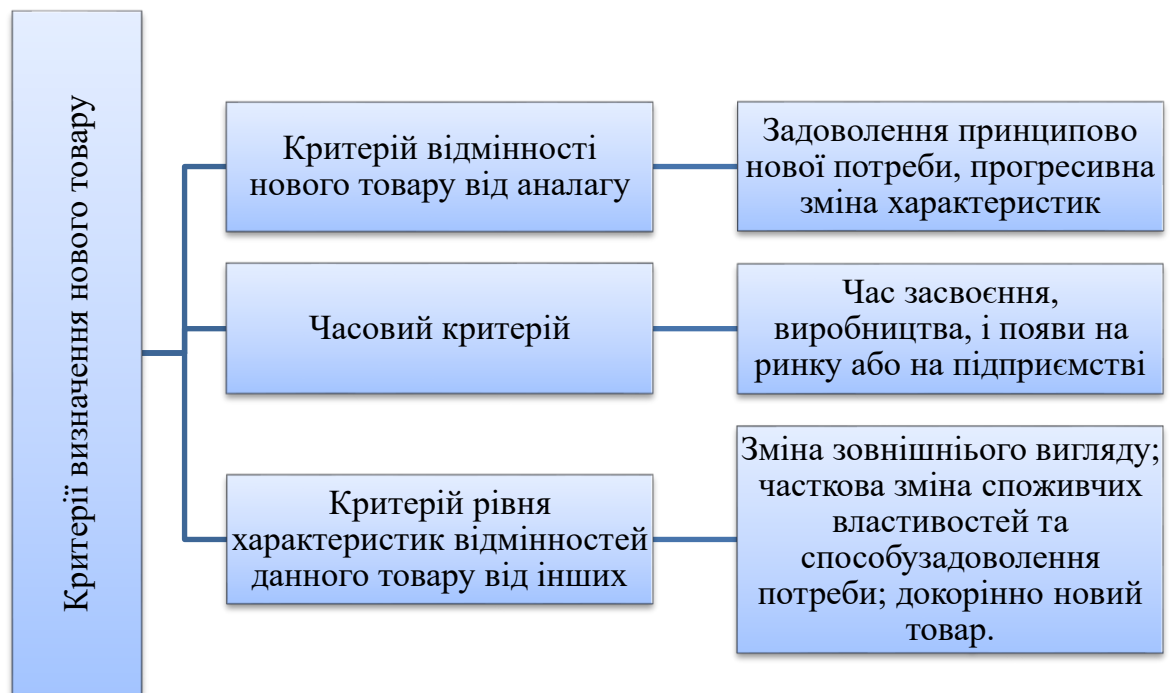 Критерії визначення нового товару
Критерій відмінності
нового товару від аналагу
Задоволення принципово
нової потреби, прогресивна
зміна характеристик
Часовий критерій
Час засвоєння,
виробництва, і появи на
ринку або на підприємстві
Критерій рівня
характеристик відмінностей
данного товару від інших
Зміна зовнішніього вигляду;
часткова зміна споживчих
властивостей та
способузадоволення
потреби; докорінно новий
товар.